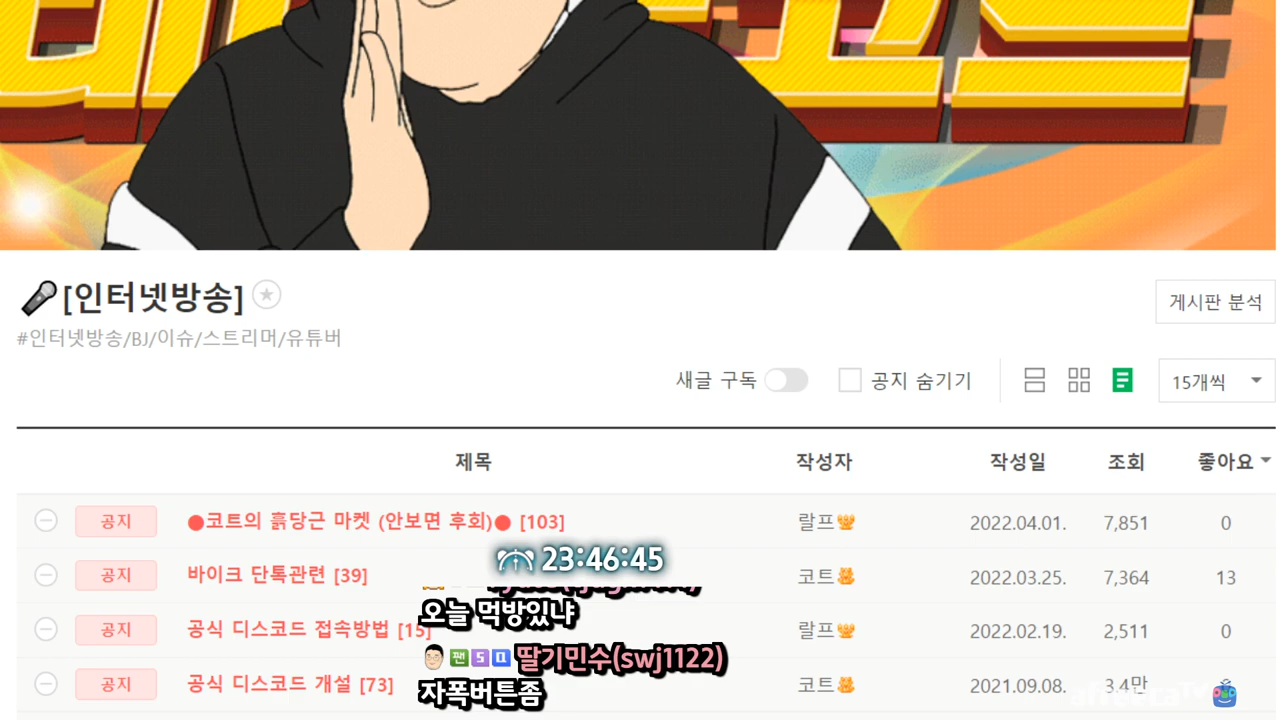 [인터넷방송]
게시판 분석
#인터넷방송/BJ/이슈/스트리머/유튜버
새글 구독 공지 숨기기 15개씩
제목 작성자 작성일 조회 좋아요
공지 ●코트의 흙당근 마켓 (안보면 후회)● [103] 랄프 2022.04.01. 7,851 0
23:46:45
공지 바이크 단톡관련 [39] 코트 2022.03.25. 7,364 13
오늘 먹방있냐
공지 공식 디스코드 접속방법 [15] 랄프 2022.02.19. 2,511 0
팬 S 딸기민수(swj1122)
공지 공식 디스코드 개설 [73] 코트 2021.09.08. 3.4만
자폭버튼좀
afreecaTV